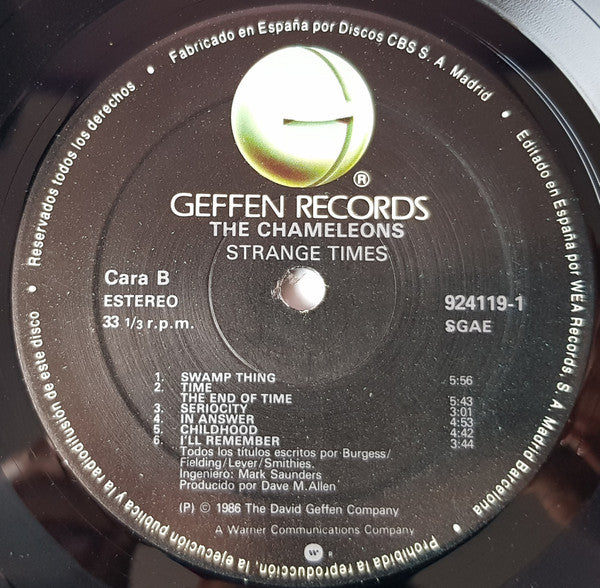 Reservados todos los derechos • Fabricado en España por Discos CBS S. A. Madrid • Editado en España por WEA Records, S. A. Madrid Barcelona • Prohibida la reproducción, la ejecución pública y la radiodifusión de este disco •
G
®
GEFFEN RECORDS
THE CHAMELEONS
STRANGE TIMES
Cara B
924119-1
ESTEREO
SGAE
33 1/3 r.p.m.
1. SWAMP THING 5:56
2. TIME
THE END OF TIME 5:43
3. SERIOCITY 3:01
4. IN ANSWER 4:53
5. CHILDHOOD 4:42
6. I'LL REMEMBER 3:44
Todos los títulos escritos por Burgess/
Fielding/Lever/Smithies.
Ingeniero: Mark Saunders
Producido por Dave M. Allen
(P) © 1986 The David Geffen Company
A Warner Communications Company
W R